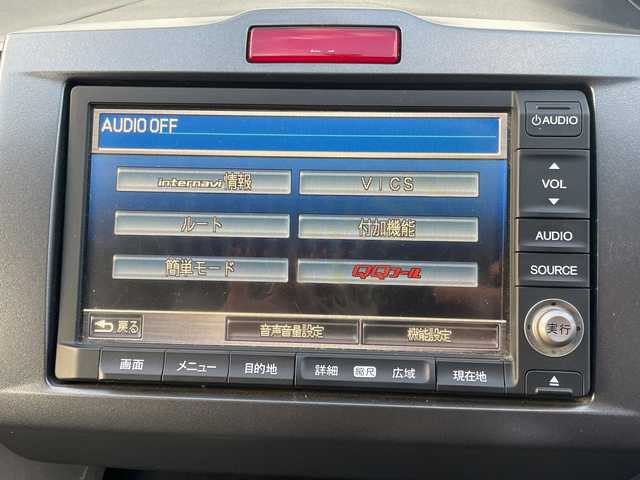 AUDIO OFF
internavi情報
VICS
ルート
付加機能
簡単モード
QQコール
戻る
音声音量設定
機能設定
AUDIO
VOL
AUDIO
SOURCE
実行
画面 メニュー 目的地 詳細 縮尺 広域 現在地